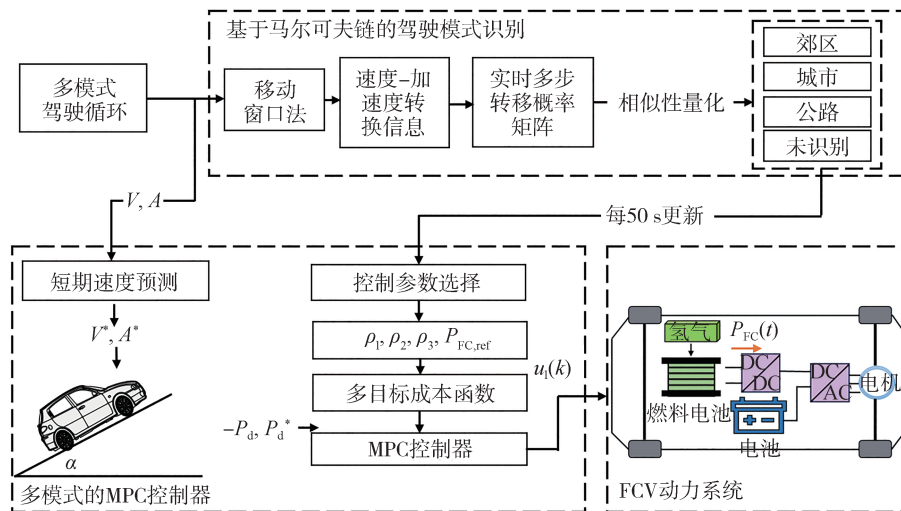 基于马尔可夫链的驾驶模式识别
多模式
驾驶循环
移动
窗口法
速度-加
速度转
换信息
实时多步
转移概率
矩阵
相似性量化
郊区
城市
公路
未识别
V, A
每50 s更新
短期速度预测
V*, A*
α
多模式的MPC控制器
控制参数选择
ρ1, ρ2, ρ3, PFC,ref
多目标成本函数
-Pd, Pd*
MPC控制器
u1(k)
氢气
PFC(t)
燃料电池
DC
DC
DC
AC
电机
电池
FCV动力系统